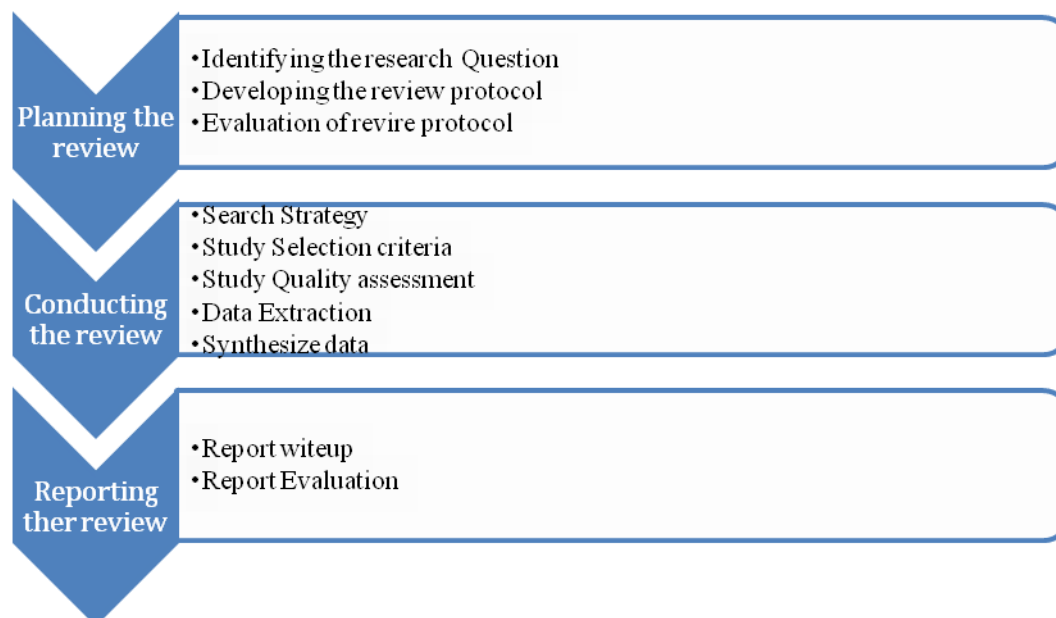 Planning the
review
•Identifying the research Question
•Developing the review protocol
•Evaluation of revire protocol
Conducting
the review
•Search Strategy
•Study Selection criteria
•Study Quality assessment
•Data Extraction
•Synthesize data
Reporting
ther review
•Report witeup
•Report Evaluation